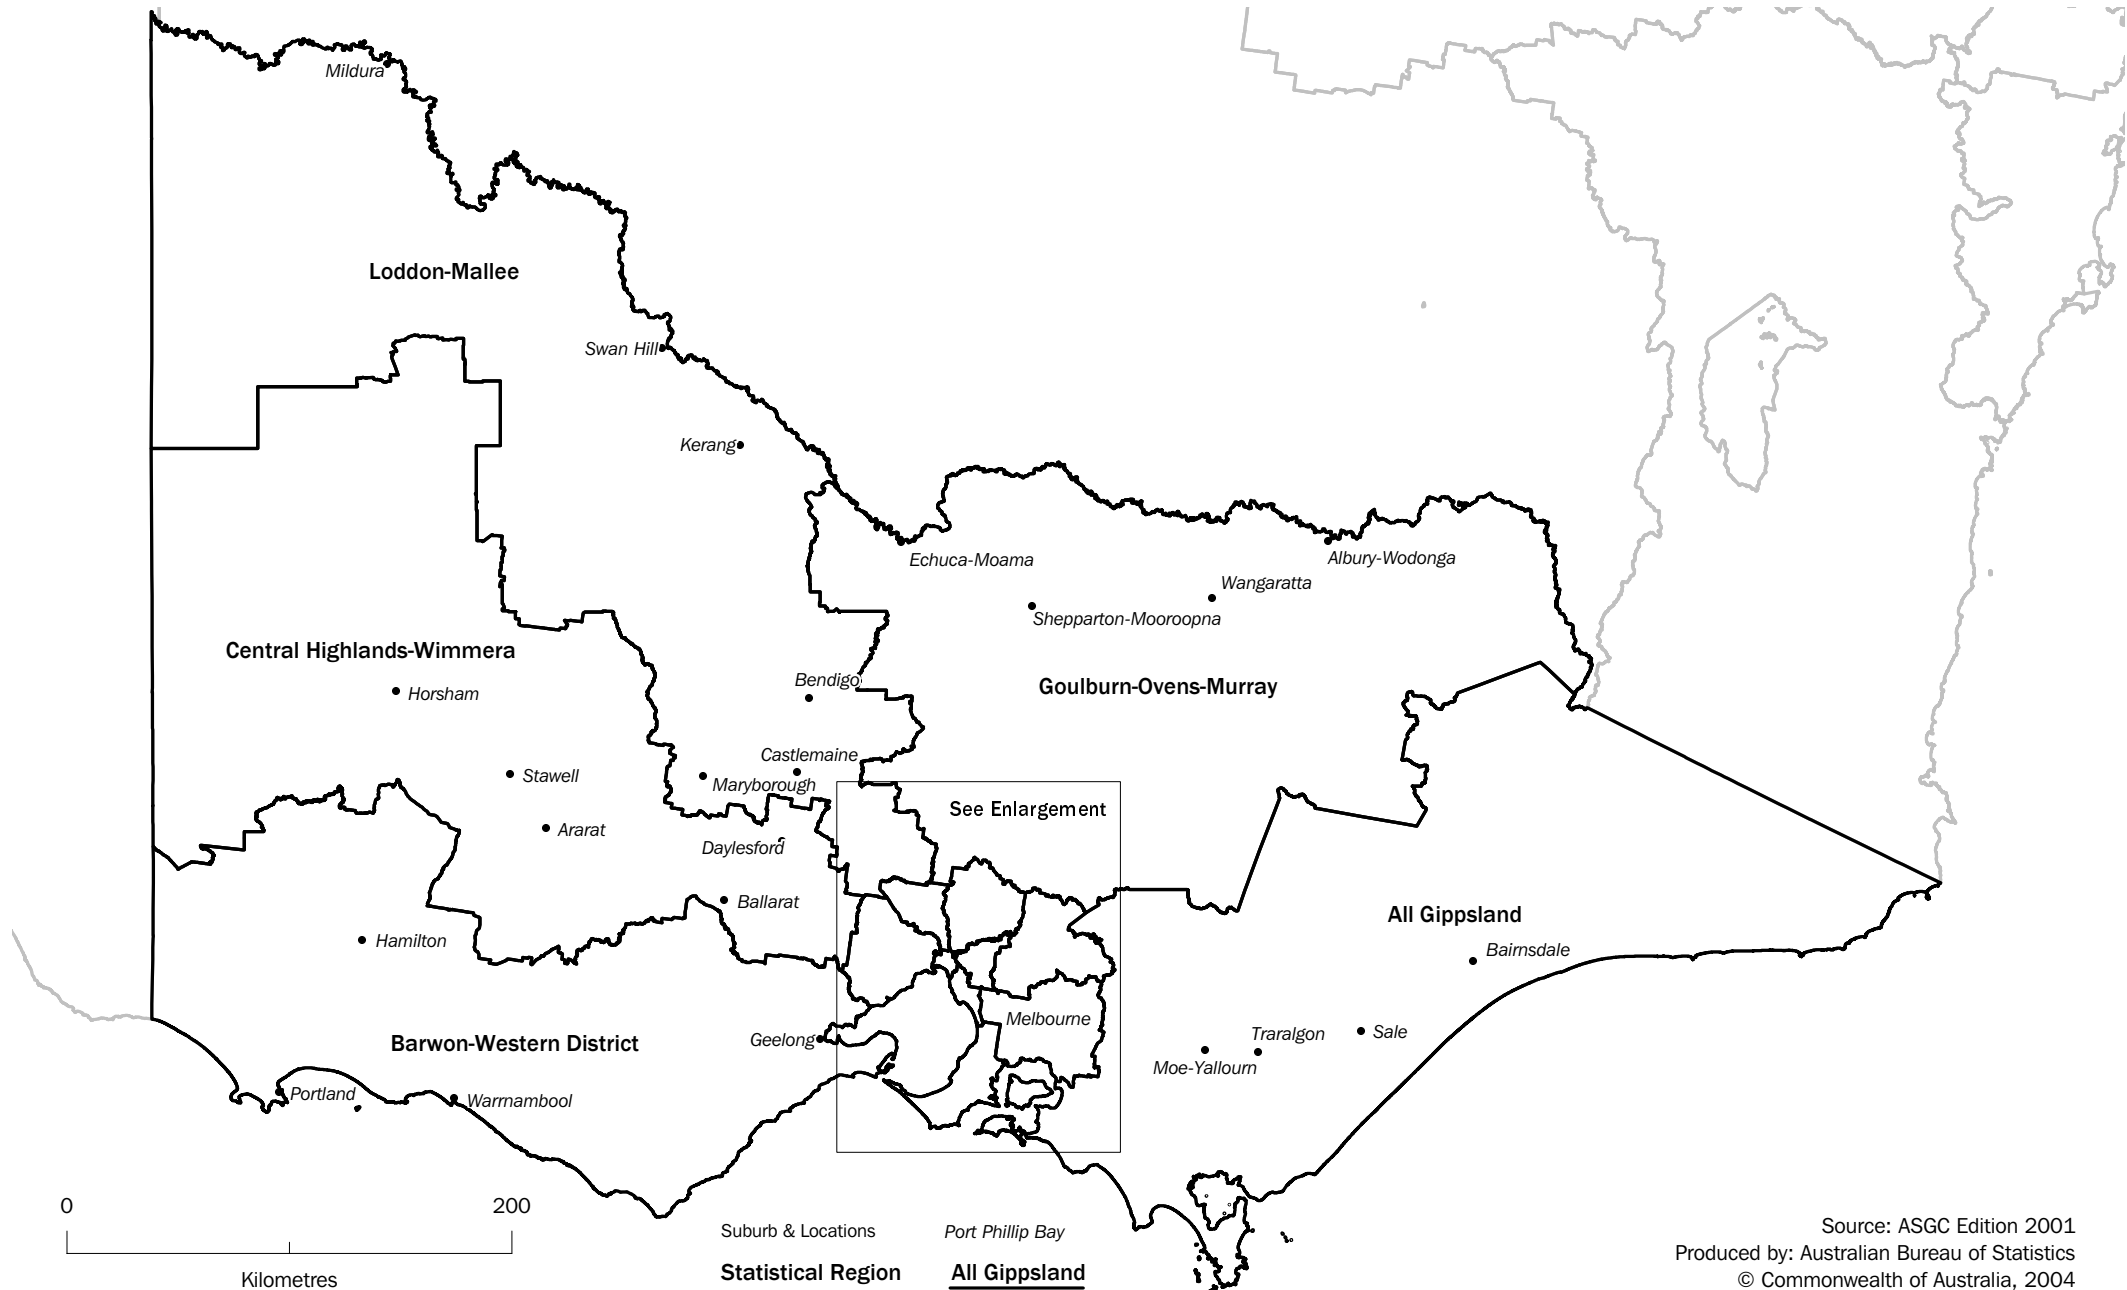 Mildura
Loddon-Mallee
Swan Hill
Kerang
Echuca-Moama
Albury-Wodonga
Wangaratta
Shepparton-Mooroopna
Central Highlands-Wimmera
Bendigo
Goulburn-Ovens-Murray
Horsham
Castlemaine
Stawell
Maryborough
See Enlargement
Ararat
Daylesford
Ballarat
All Gippsland
Hamilton
Bairnsdale
Melbourne
Barwon-Western District
Geelong
Traralgon
Sale
Moe-Yallourn
Portland
Warrnambool
0
200
Kilometres
Suburb & Locations
Port Phillip Bay
Statistical Region
All Gippsland
Source: ASGC Edition 2001
Produced by: Australian Bureau of Statistics
© Commonwealth of Australia, 2004